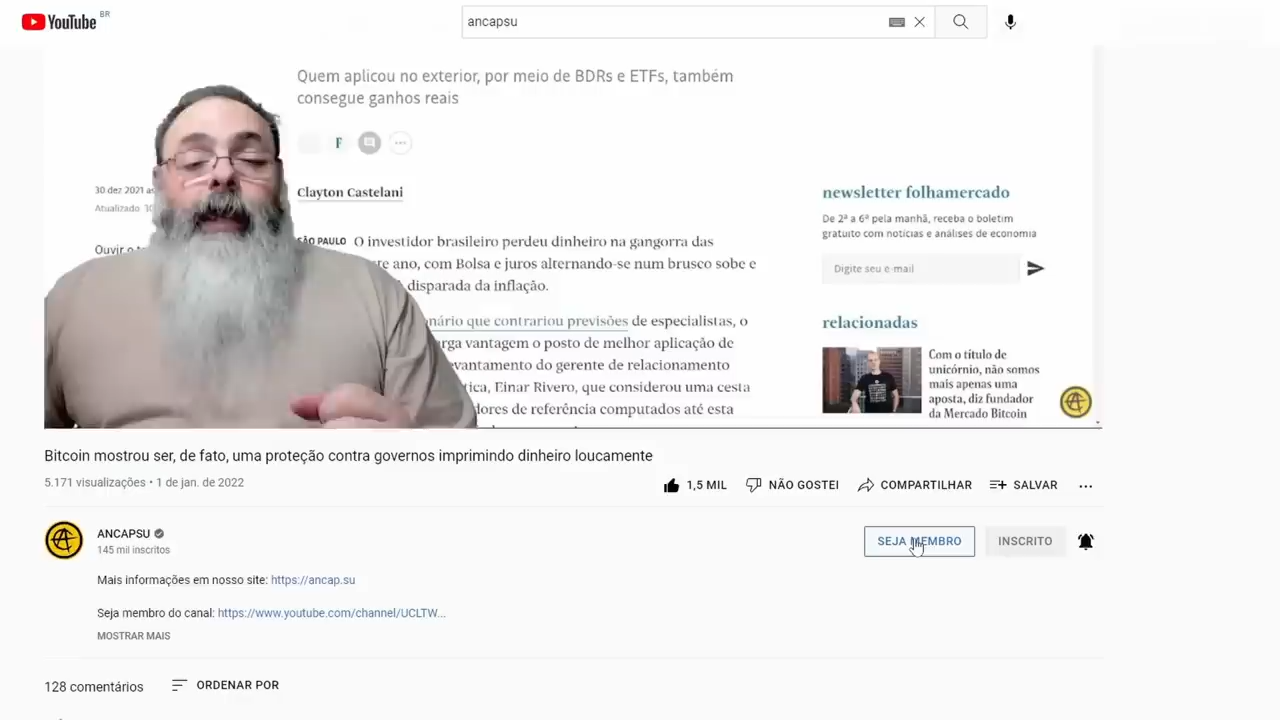 YouTube BR
ancapsu
Quem aplicou no exterior, por meio de BDRs e ETFs, também
consegue ganhos reais
F
30 dez 2021 às
Clayton Castelani
Atualizado
newsletter folhamercado
De 2ª a 6ª pela manhã, receba o boletim
gratuito com notícias e análises de economia
Digite seu e-mail
Ouvir o
SÃO PAULO O investidor brasileiro perdeu dinheiro na gangorra das
te ano, com Bolsa e juros alternando-se num brusco sobe e
disparada da inflação.
nário que contrariou previsões de especialistas, o
arga vantagem o posto de melhor aplicação de
evantamento do gerente de relacionamento
tica, Einar Rivero, que considerou uma cesta
dores de referência computados até esta
relacionadas
Com o título de
unicórnio, não somos
mais apenas uma
aposta, diz fundador
da Mercado Bitcoin
Bitcoin mostrou ser, de fato, uma proteção contra governos imprimindo dinheiro loucamente
5.171 visualizações • 1 de jan. de 2022
1,5 MIL
NÃO GOSTEI
COMPARTILHAR
SALVAR
ANCAPSU
145 mil inscritos
SEJA MEMBRO
INSCRITO
Mais informações em nosso site: https://ancap.su
Seja membro do canal: https://www.youtube.com/channel/UCLTW...
MOSTRAR MAIS
128 comentários
ORDENAR POR